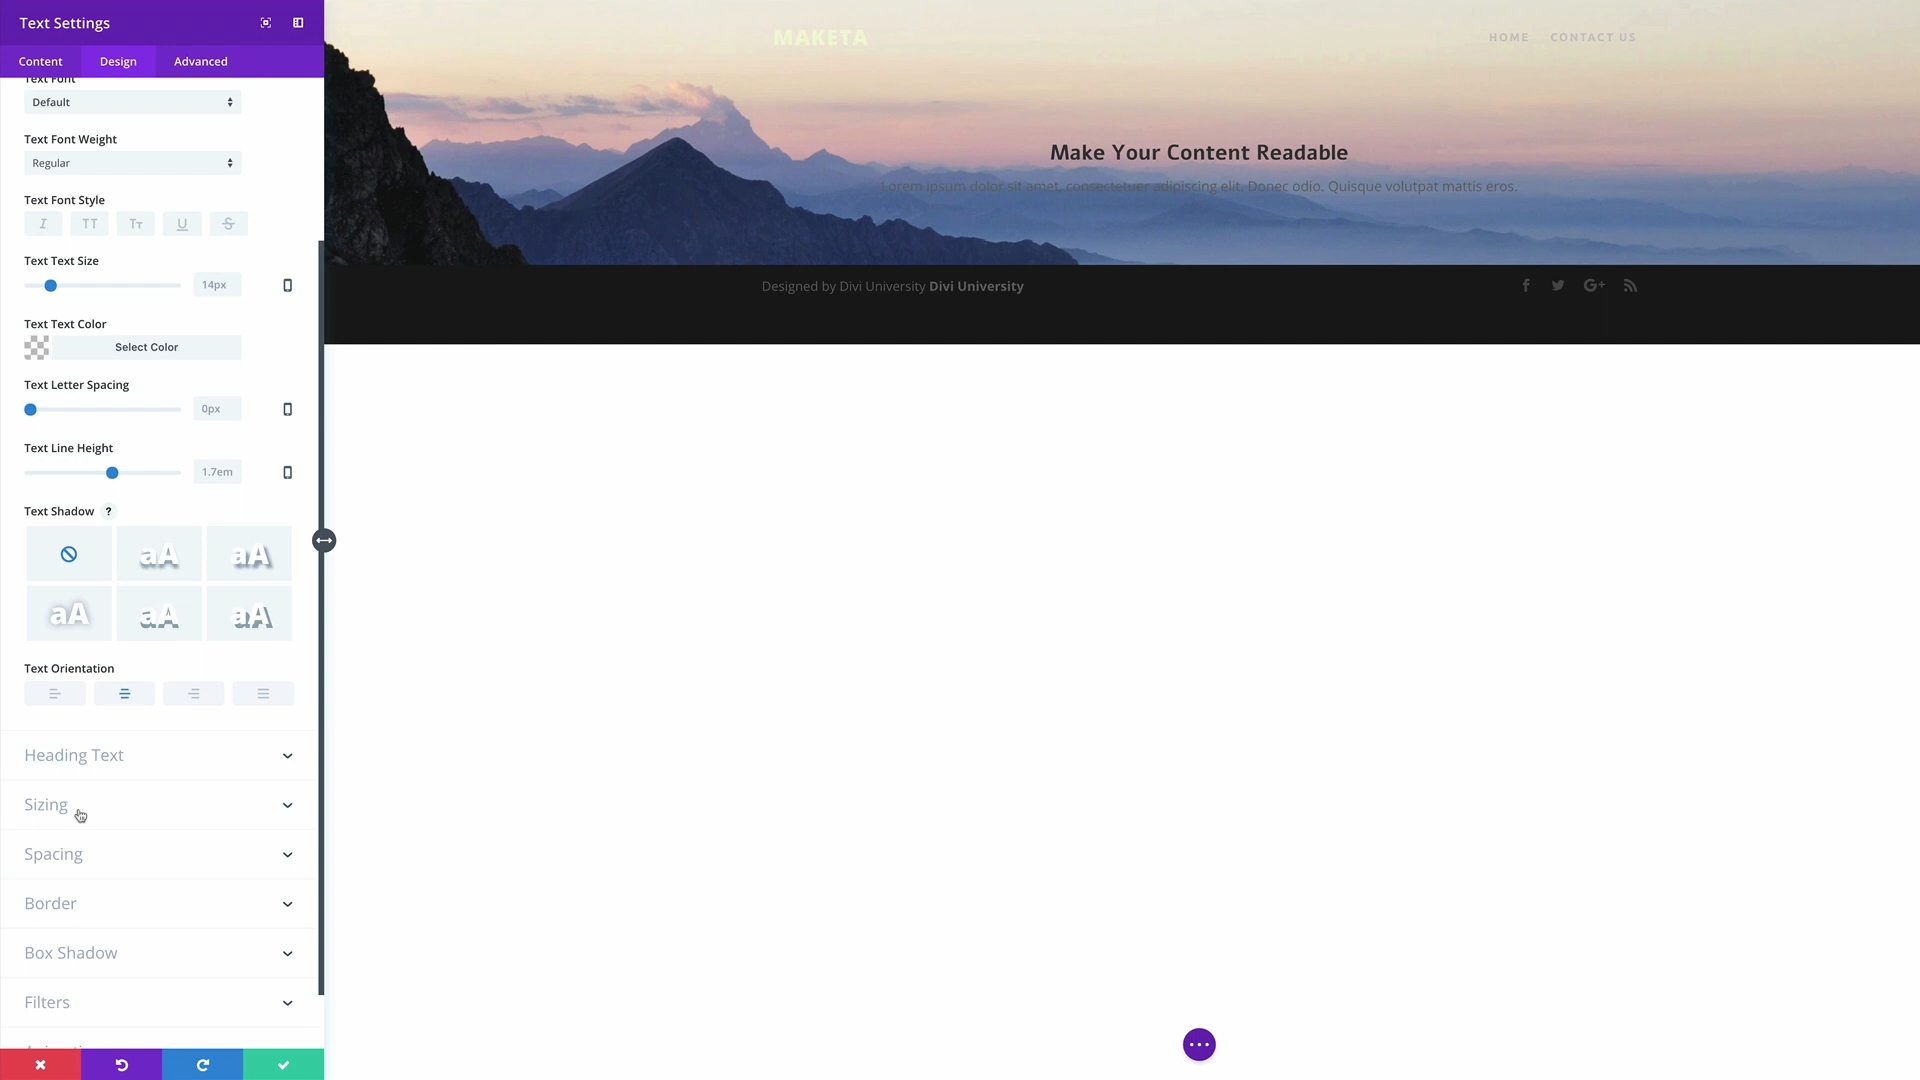 Text Settings
Content Design Advanced
Text Font
Default
Text Font Weight
Regular
Text Font Style
I TT Tт U S
Text Text Size
14px
Text Text Color
Select Color
Text Letter Spacing
0px
Text Line Height
1.7em
Text Shadow ?
aA aA
aA aA aA
Text Orientation
Heading Text
Sizing
Spacing
Border
Box Shadow
Filters
MAKETA
HOME CONTACT US
Make Your Content Readable
Lorem ipsum dolor sit amet, consectetuer adipiscing elit. Donec odio. Quisque volutpat mattis eros.
Designed by Divi University Divi University